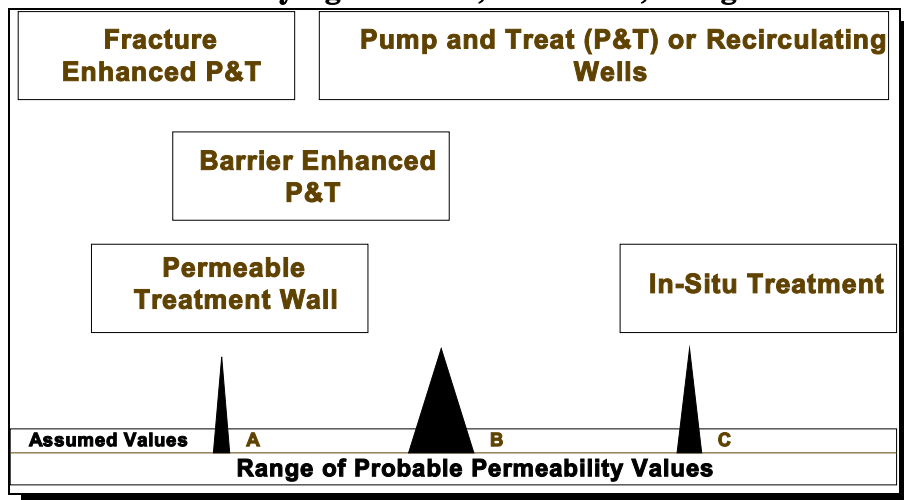 Fracture
Enhanced P&T
Pump and Treat (P&T) or Recirculating
Wells
Barrier Enhanced
P&T
Permeable
Treatment Wall
In-Situ Treatment
Assumed Values A B C
Range of Probable Permeability Values